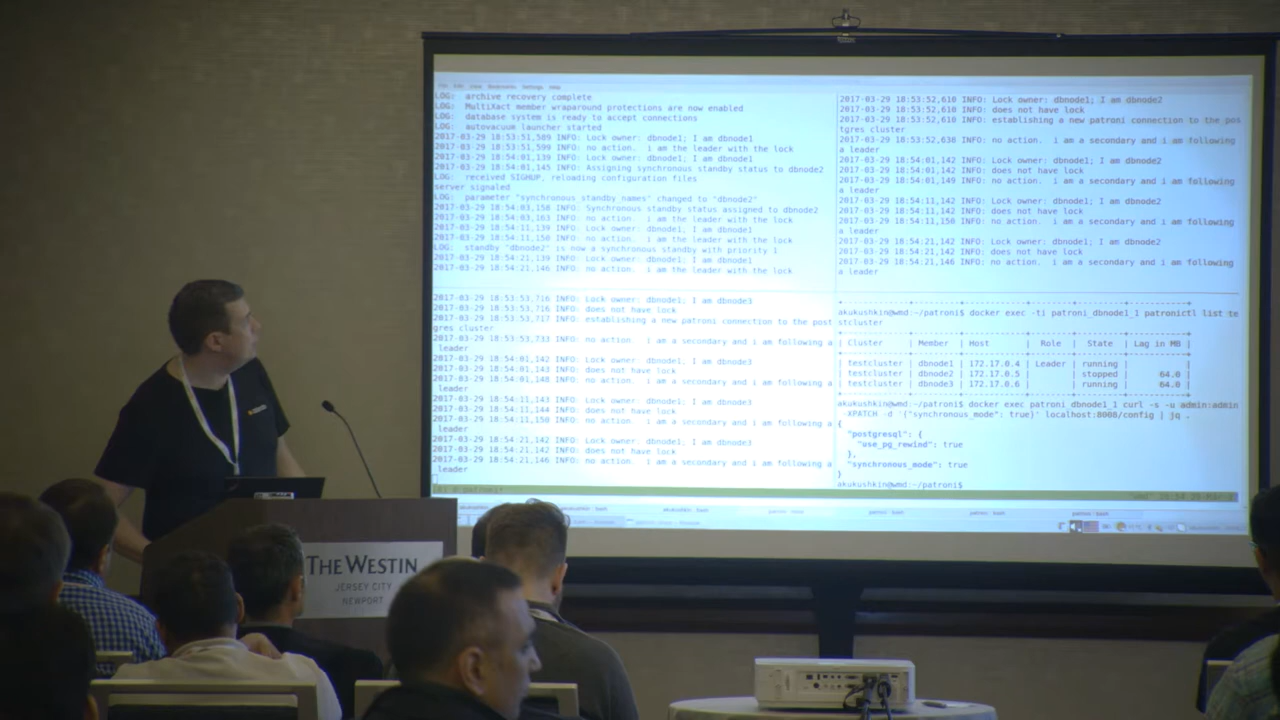 File Edit View Bookmarks Settings Help
LOG: archive recovery complete
LOG: MultiXact member wraparound protections are now enabled
LOG: database system is ready to accept connections
LOG: autovacuum launcher started
2017-03-29 18:53:51,589 INFO: Lock owner: dbnode1; I am dbnode1
2017-03-29 18:53:51,599 INFO: no action. i am the leader with the lock
2017-03-29 18:54:01,139 INFO: Lock owner: dbnode1; I am dbnode1
2017-03-29 18:54:01,145 INFO: Assigning synchronous standby status to dbnode2
LOG: received SIGHUP, reloading configuration files
server signaled
LOG: parameter "synchronous_standby_names" changed to "dbnode2"
2017-03-29 18:54:03,158 INFO: Synchronous standby status assigned to dbnode2
2017-03-29 18:54:03,163 INFO: no action. i am the leader with the lock
2017-03-29 18:54:11,139 INFO: Lock owner: dbnode1; I am dbnode1
2017-03-29 18:54:11,150 INFO: no action. i am the leader with the lock
LOG: standby "dbnode2" is now a synchronous standby with priority 1
2017-03-29 18:54:21,139 INFO: Lock owner: dbnode1; I am dbnode1
2017-03-29 18:54:21,146 INFO: no action. i am the leader with the lock
2017-03-29 18:53:52,610 INFO: Lock owner: dbnode1; I am dbnode2
2017-03-29 18:53:52,610 INFO: does not have lock
2017-03-29 18:53:52,610 INFO: establishing a new patroni connection to the pos
tgres cluster
2017-03-29 18:53:52,630 INFO: no action. i am a secondary and i am following
a leader
2017-03-29 18:54:01,142 INFO: Lock owner: dbnode1; I am dbnode2
2017-03-29 18:54:01,142 INFO: does not have lock
2017-03-29 18:54:01,149 INFO: no action. i am a secondary and i am following
a leader
2017-03-29 18:54:11,142 INFO: Lock owner: dbnode1; I am dbnode2
2017-03-29 18:54:11,142 INFO: does not have lock
2017-03-29 18:54:11,150 INFO: no action. i am a secondary and i am following
a leader
2017-03-29 18:54:21,142 INFO: Lock owner: dbnode1; I am dbnode2
2017-03-29 18:54:21,142 INFO: does not have lock
2017-03-29 18:54:21,146 INFO: no action. i am a secondary and i am following
a leader
2017-03-29 18:53:53,716 INFO: Lock owner: dbnode1; I am dbnode3
2017-03-29 18:53:53,716 INFO: does not have lock
2017-03-29 18:53:53,717 INFO: establishing a new patroni connection to the post
gres cluster
2017-03-29 18:53:53,733 INFO: no action. i am a secondary and i am following a
leader
2017-03-29 18:54:01,142 INFO: Lock owner: dbnode1; I am dbnode3
2017-03-29 18:54:01,143 INFO: does not have lock
2017-03-29 18:54:01,148 INFO: no action. i am a secondary and i am following a
leader
2017-03-29 18:54:11,143 INFO: Lock owner: dbnode1; I am dbnode3
2017-03-29 18:54:11,144 INFO: does not have lock
2017-03-29 18:54:11,150 INFO: no action. i am a secondary and i am following a
leader
2017-03-29 18:54:21,142 INFO: Lock owner: dbnode1; I am dbnode3
2017-03-29 18:54:21,142 INFO: does not have lock
2017-03-29 18:54:21,146 INFO: no action. i am a secondary and i am following a
leader
akukushkin@wmd:~/patroni$ docker exec -ti patroni_dbnode1_1 patronictl list te
stcluster
| Cluster | Member | Host | Role | State | Lag in MB |
| testcluster | dbnode1 | 172.17.0.4 | Leader | running | |
| testcluster | dbnode2 | 172.17.0.5 | | stopped | 64.0 |
| testcluster | dbnode3 | 172.17.0.6 | | running | 64.0 |
akukushkin@wmd:~/patroni$ docker exec patroni_dbnode1_1 curl -s -u admin:admin
-XPATCH -d '{"synchronous_mode": true}' localhost:8008/config | jq .
{
"postgresql": {
"use_pg_rewind": true
},
"synchronous_mode": true
}
akukushkin@wmd:~/patroni$
THE WESTIN
JERSEY CITY
NEWPORT